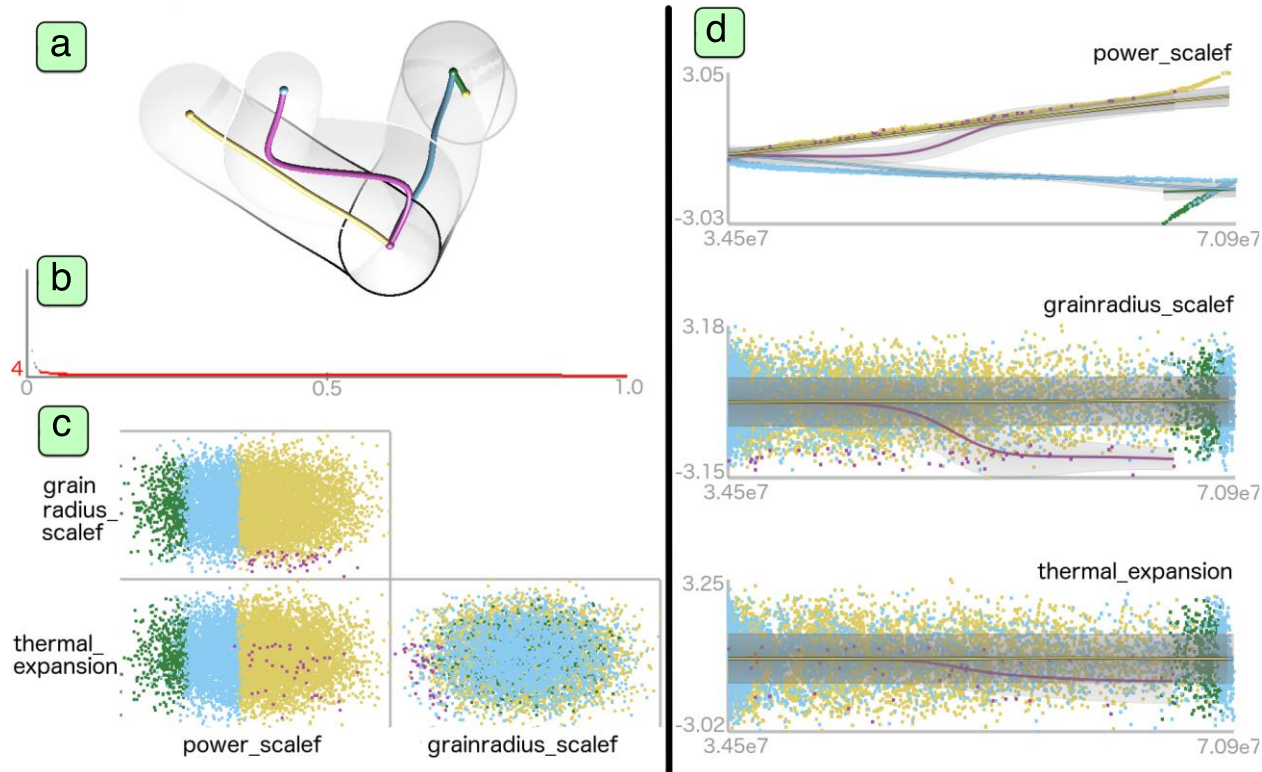 a
b
4
0
0.5
1.0
c
grain
radius_
scalef
thermal_
expansion
power_scalef
grainradius_scalef
d
power_scalef
3.05
-3.03
3.45e7
7.09e7
grainradius_scalef
3.18
-3.15
3.45e7
7.09e7
thermal_expansion
3.25
-3.02
3.45e7
7.09e7